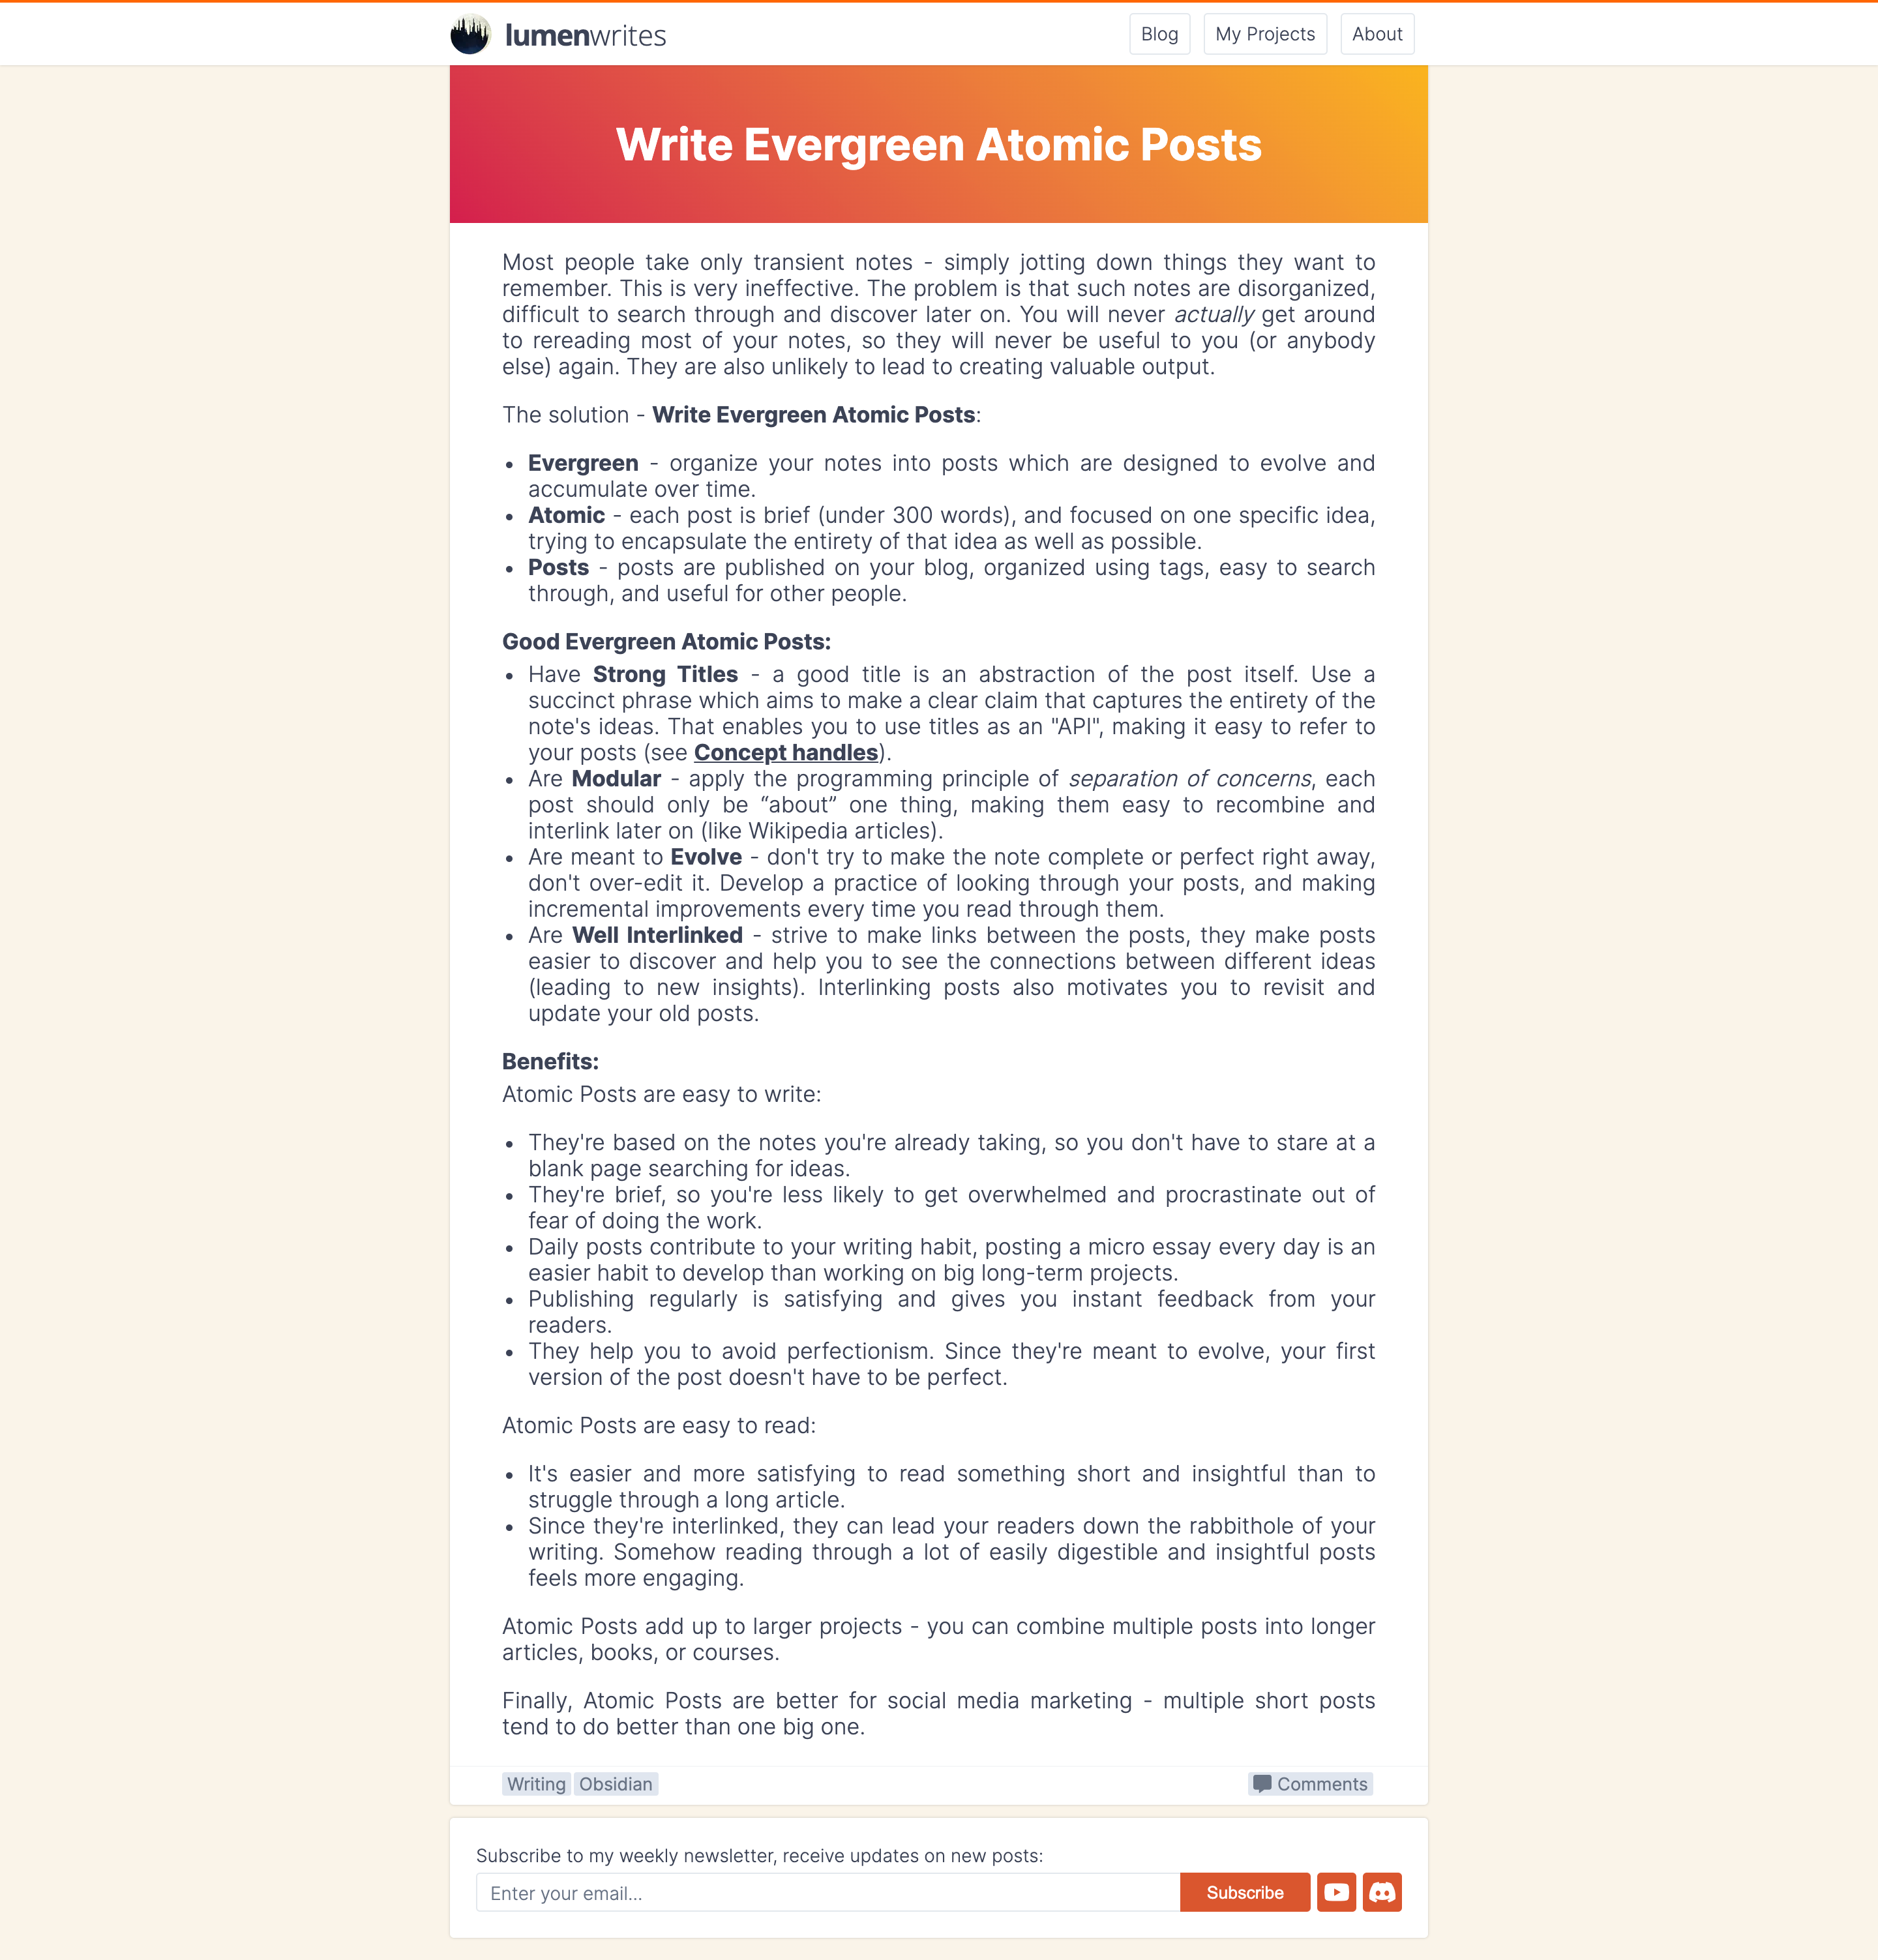 lumenwrites
Blog
My Projects
About
Write Evergreen Atomic Posts
Most people take only transient notes - simply jotting down things they want to
remember. This is very ineffective. The problem is that such notes are disorganized,
difficult to search through and discover later on. You will never actually get around
to rereading most of your notes, so they will never be useful to you (or anybody
else) again. They are also unlikely to lead to creating valuable output.
The solution - Write Evergreen Atomic Posts:
• Evergreen - organize your notes into posts which are designed to evolve and
accumulate over time.
• Atomic - each post is brief (under 300 words), and focused on one specific idea,
trying to encapsulate the entirety of that idea as well as possible.
• Posts - posts are published on your blog, organized using tags, easy to search
through, and useful for other people.
Good Evergreen Atomic Posts:
• Have Strong Titles - a good title is an abstraction of the post itself. Use a
succinct phrase which aims to make a clear claim that captures the entirety of the
note's ideas. That enables you to use titles as an "API", making it easy to refer to
your posts (see Concept handles).
• Are Modular - apply the programming principle of separation of concerns, each
post should only be “about” one thing, making them easy to recombine and
interlink later on (like Wikipedia articles).
• Are meant to Evolve - don't try to make the note complete or perfect right away,
don't over-edit it. Develop a practice of looking through your posts, and making
incremental improvements every time you read through them.
• Are Well Interlinked - strive to make links between the posts, they make posts
easier to discover and help you to see the connections between different ideas
(leading to new insights). Interlinking posts also motivates you to revisit and
update your old posts.
Benefits:
Atomic Posts are easy to write:
• They're based on the notes you're already taking, so you don't have to stare at a
blank page searching for ideas.
• They're brief, so you're less likely to get overwhelmed and procrastinate out of
fear of doing the work.
• Daily posts contribute to your writing habit, posting a micro essay every day is an
easier habit to develop than working on big long-term projects.
• Publishing regularly is satisfying and gives you instant feedback from your
readers.
• They help you to avoid perfectionism. Since they're meant to evolve, your first
version of the post doesn't have to be perfect.
Atomic Posts are easy to read:
• It's easier and more satisfying to read something short and insightful than to
struggle through a long article.
• Since they're interlinked, they can lead your readers down the rabbithole of your
writing. Somehow reading through a lot of easily digestible and insightful posts
feels more engaging.
Atomic Posts add up to larger projects - you can combine multiple posts into longer
articles, books, or courses.
Finally, Atomic Posts are better for social media marketing - multiple short posts
tend to do better than one big one.
Writing
Obsidian
Comments
Subscribe to my weekly newsletter, receive updates on new posts:
Enter your email...
Subscribe